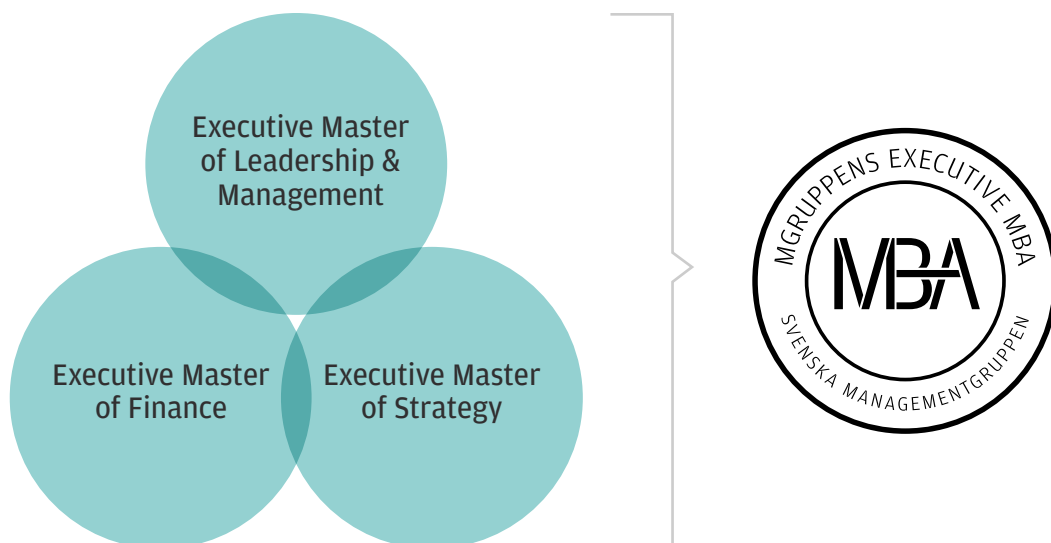 Executive Master
of Leadership &
Management
Executive Master
of Finance
Executive Master
of Strategy
MGRUPPENS EXECUTIVE MBA
MBA
SVENSKA MANAGEMENTGRUPPEN